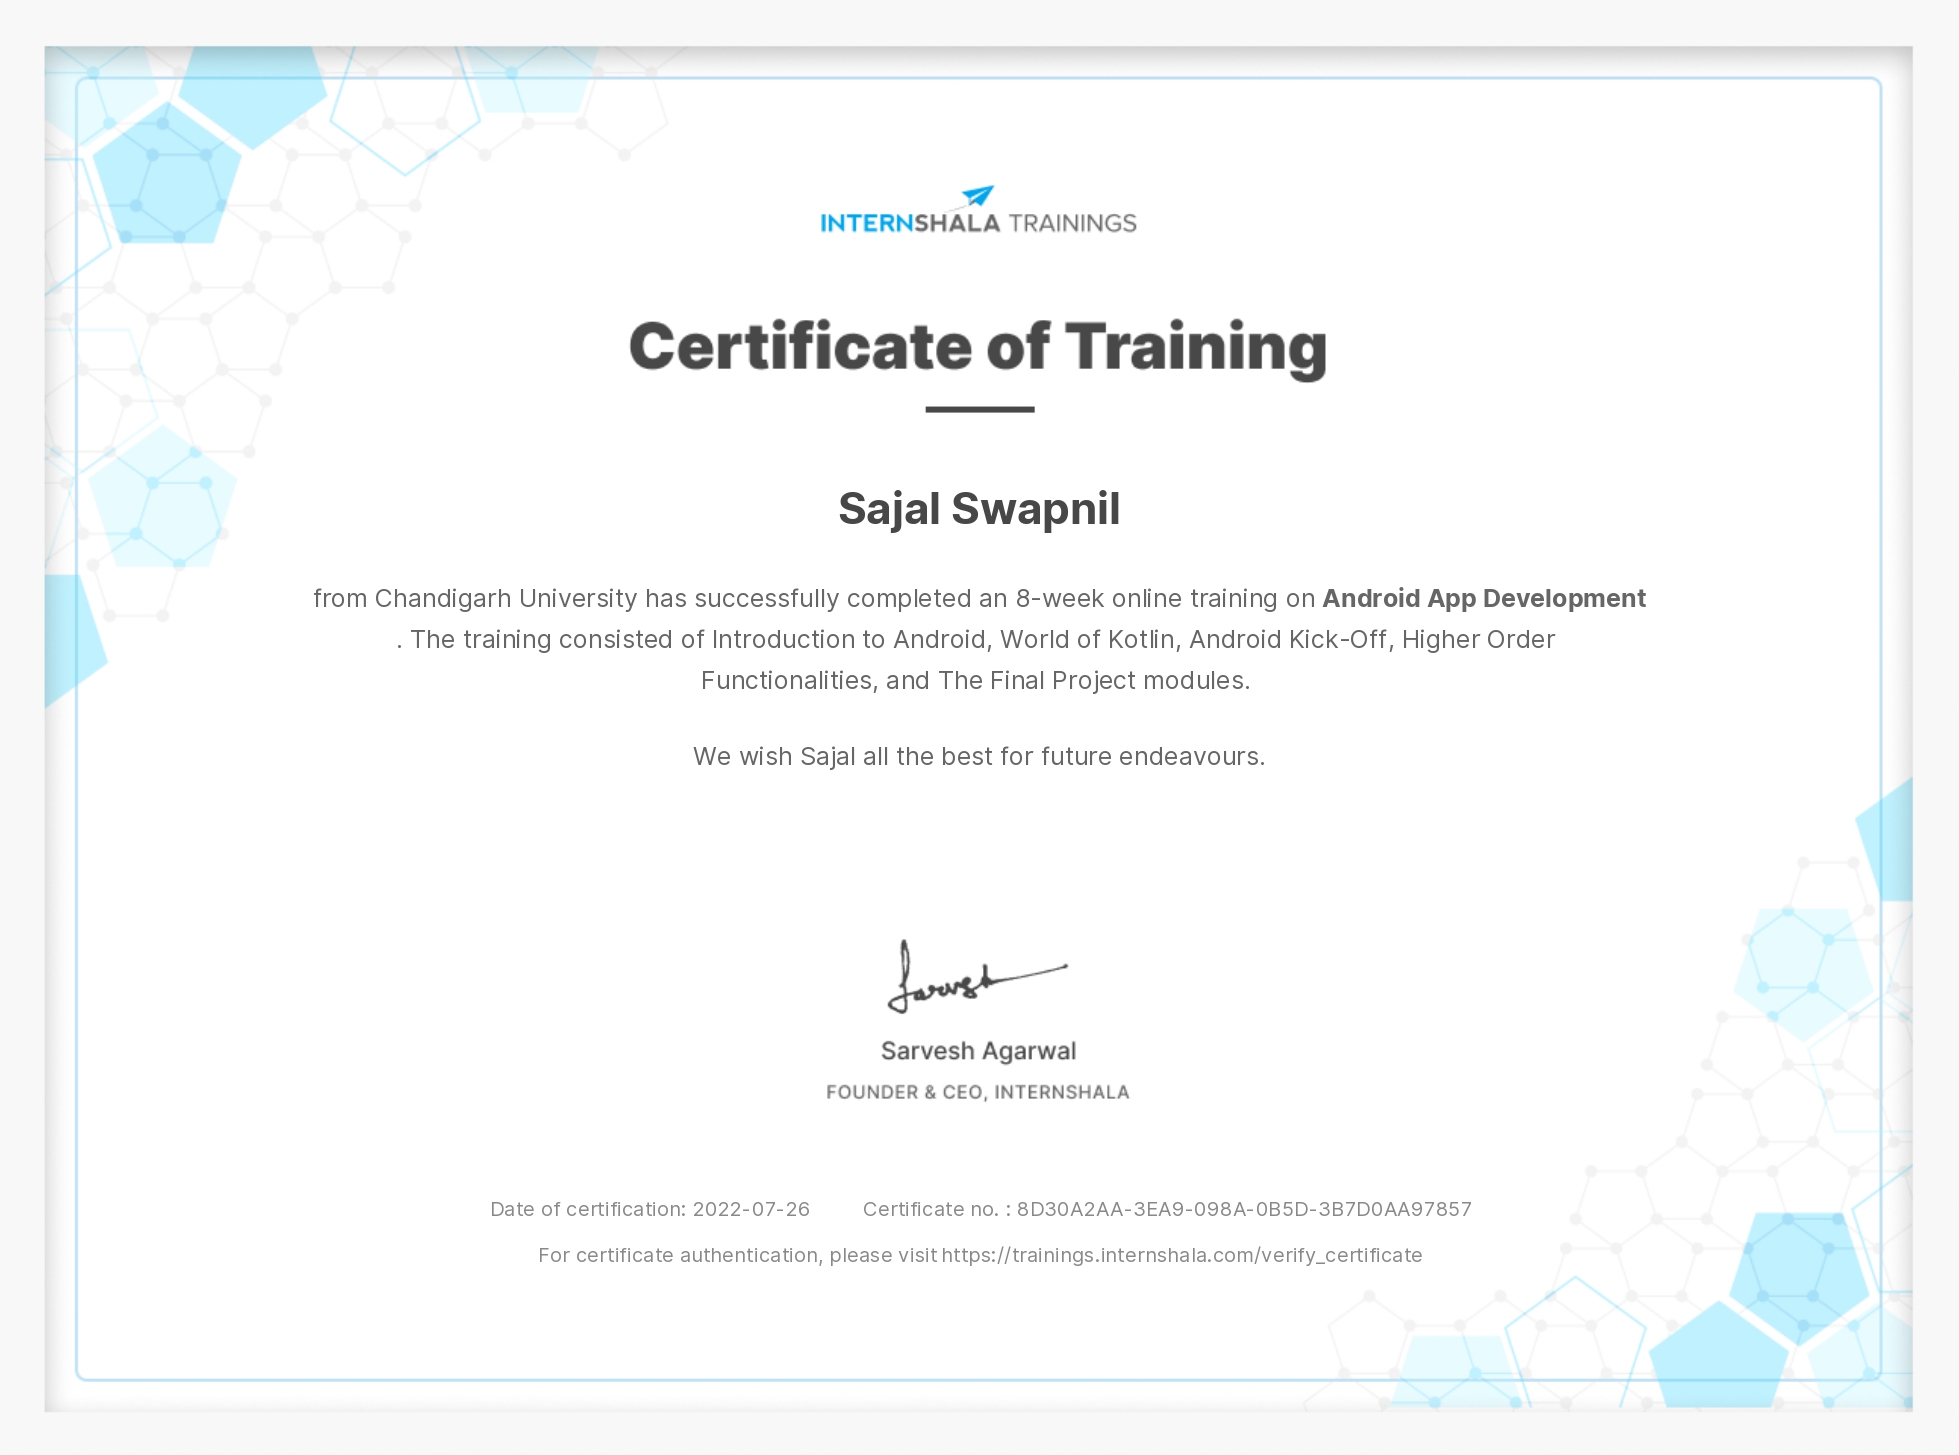 INTERNSHALA TRAININGS
Certificate of Training
Sajal Swapnil
from Chandigarh University has successfully completed an 8-week online training on Android App Development
. The training consisted of Introduction to Android, World of Kotlin, Android Kick-Off, Higher Order
Functionalities, and The Final Project modules.
We wish Sajal all the best for future endeavours.
Sarvesh
Sarvesh Agarwal
FOUNDER & CEO, INTERNSHALA
Date of certification: 2022-07-26 Certificate no. : 8D30A2AA-3EA9-098A-0B5D-3B7D0AA97857
For certificate authentication, please visit https://trainings.internshala.com/verify_certificate